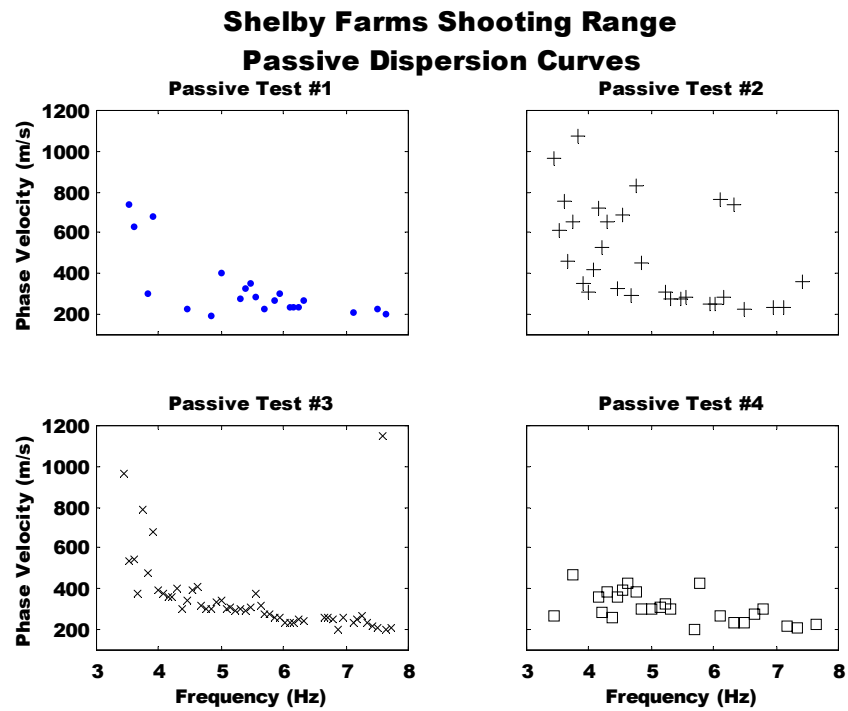 Shelby Farms Shooting Range
Passive Dispersion Curves
Passive Test #1
Passive Test #2
1200
1000
800
600
400
200
Phase Velocity (m/s)
Passive Test #3
Passive Test #4
1200
1000
800
600
400
200
Phase Velocity (m/s)
3 4 5 6 7 8
3 4 5 6 7 8
Frequency (Hz)
Frequency (Hz)